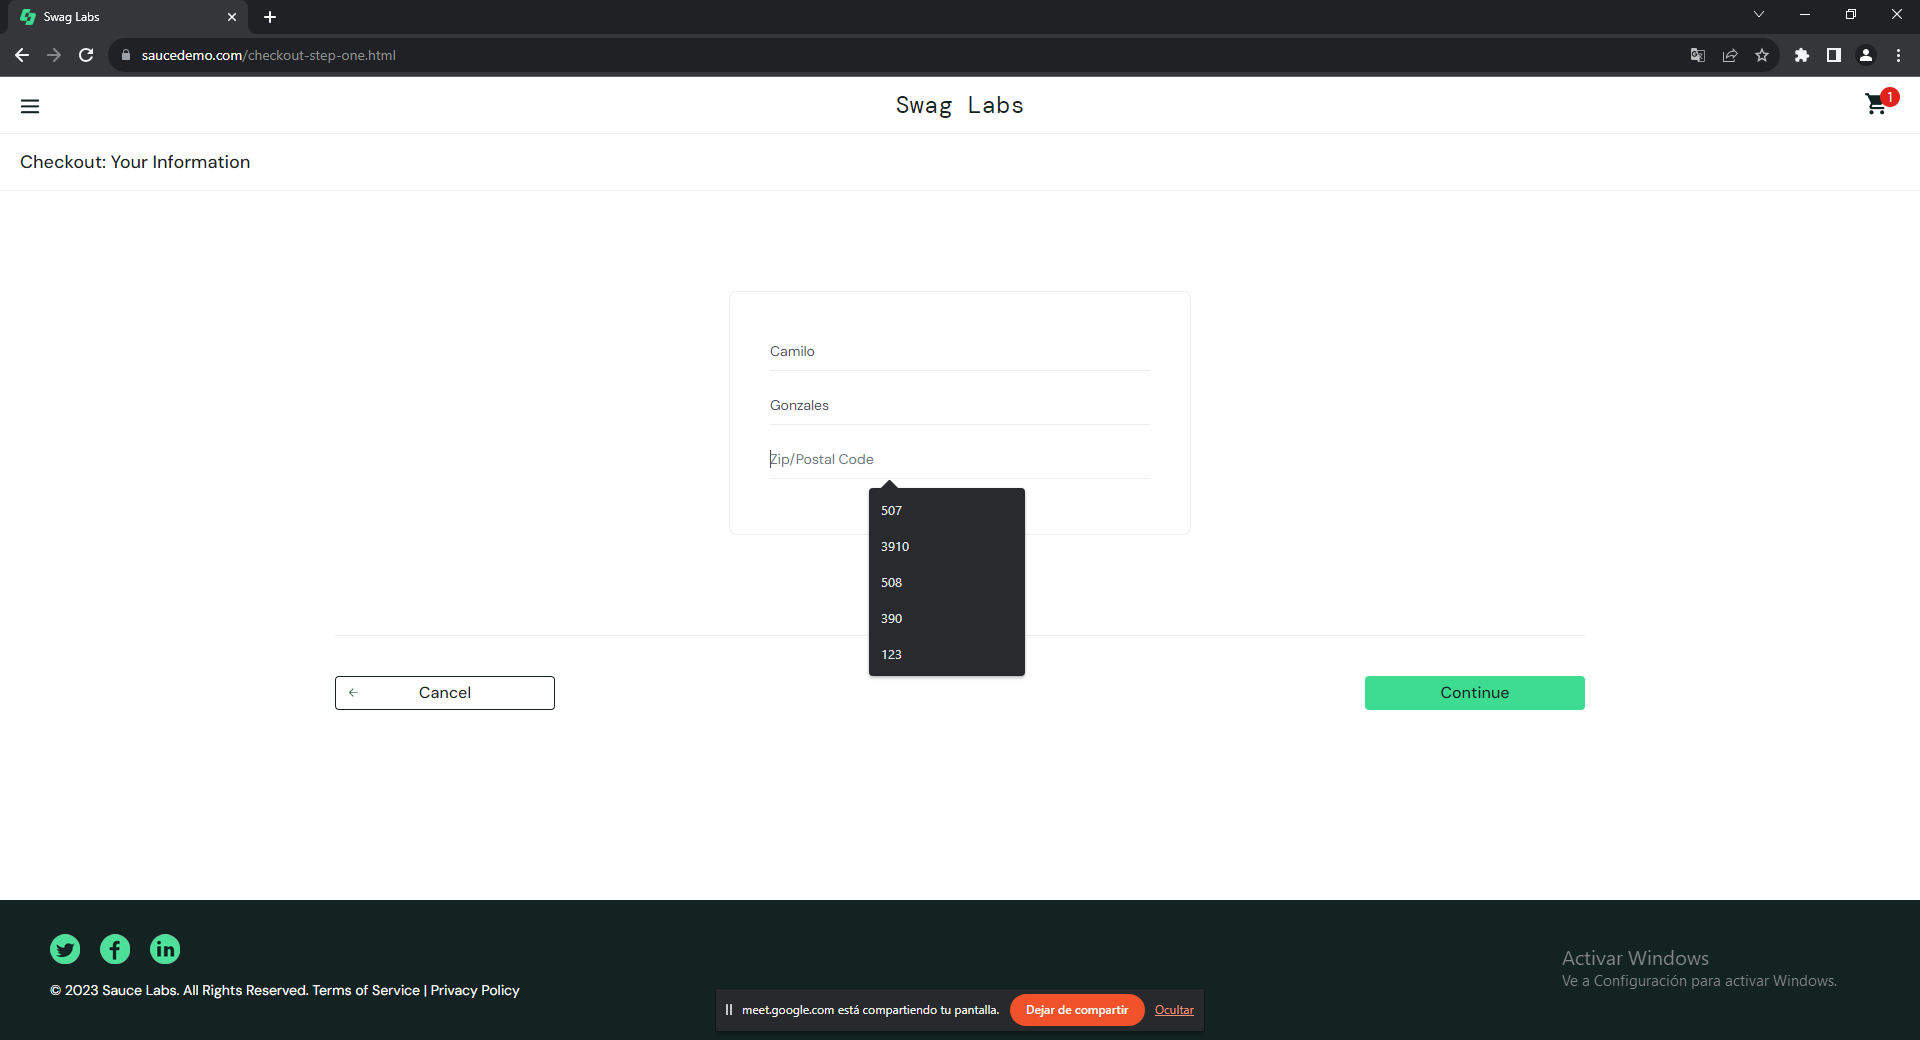 Swag Labs
saucedemo.com/checkout-step-one.html
Swag Labs
1
Checkout: Your Information
Camilo
Gonzales
Zip/Postal Code
507
3910
508
390
123
Cancel
Continue
© 2023 Sauce Labs. All Rights Reserved. Terms of Service | Privacy Policy
Activar Windows
Ve a Configuración para activar Windows.
meet.google.com está compartiendo tu pantalla.
Dejar de compartir
Ocultar